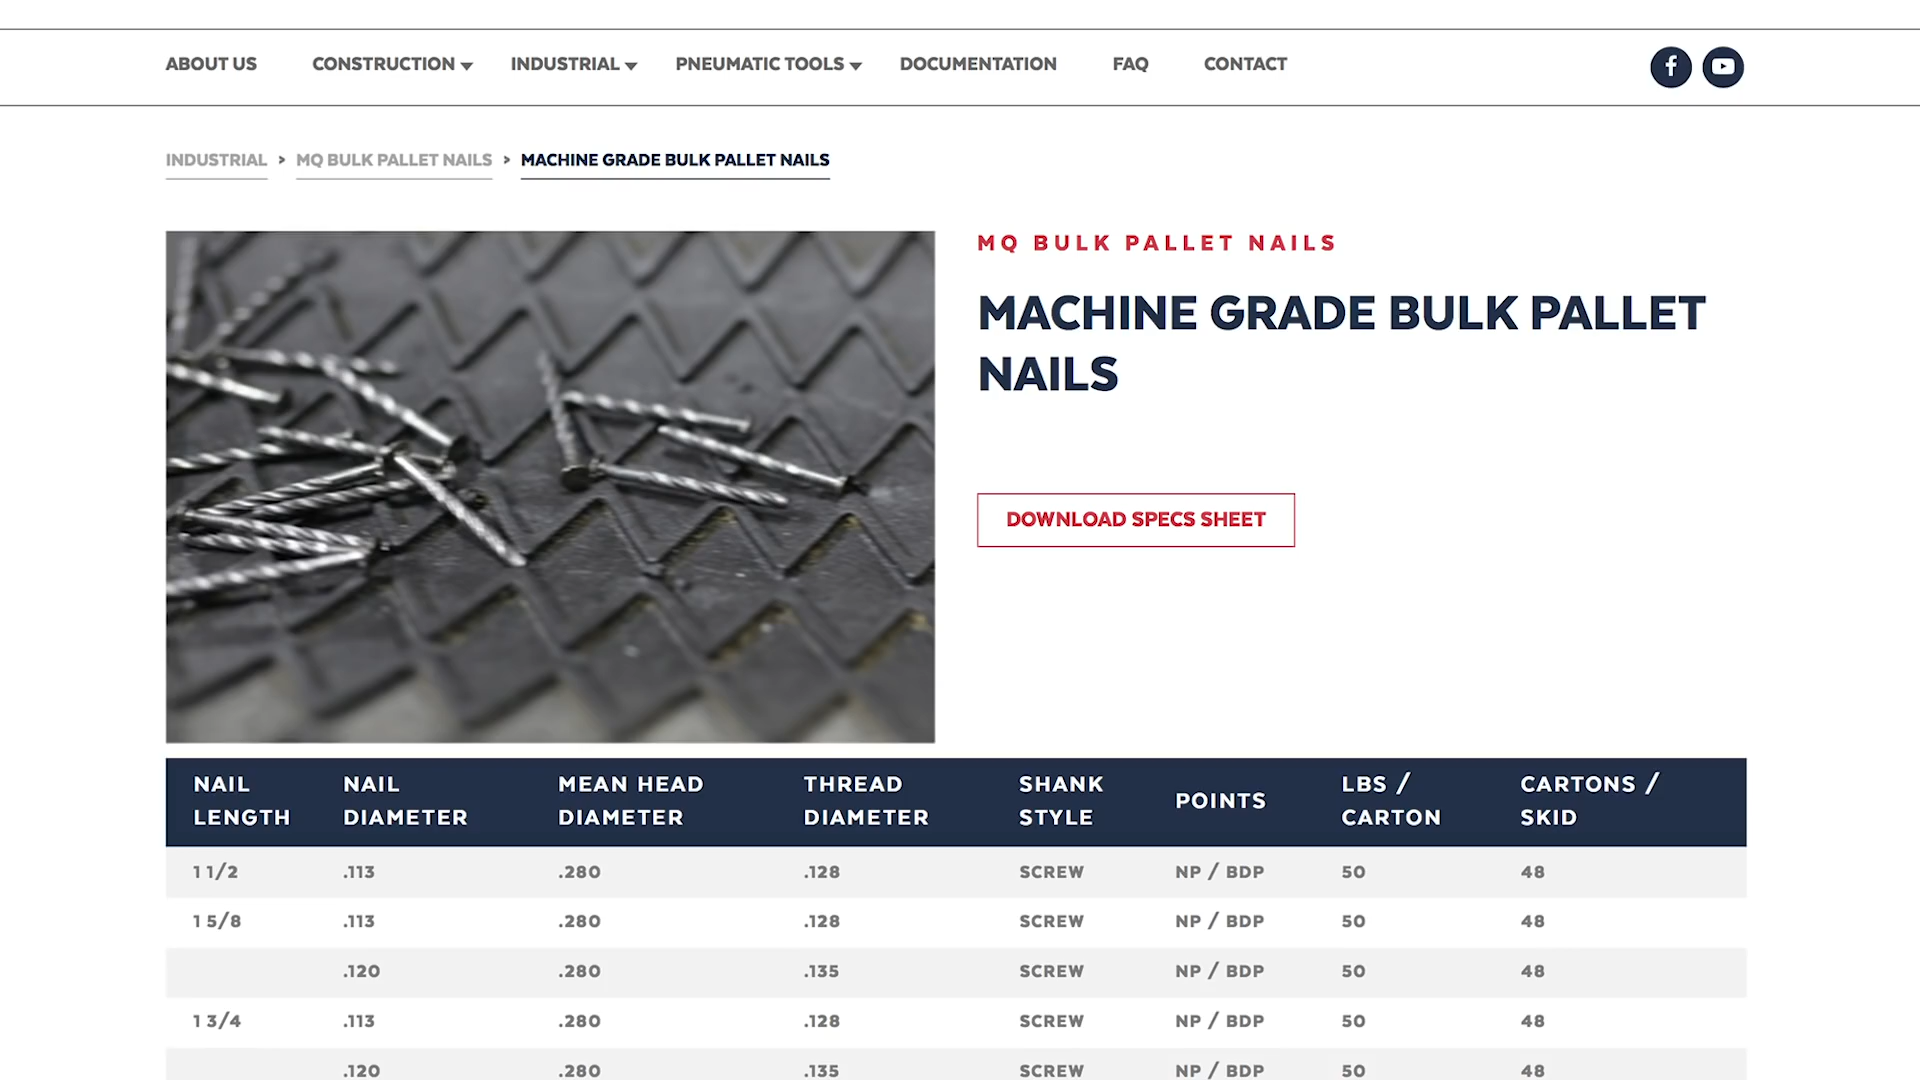 ABOUT US CONSTRUCTION INDUSTRIAL PNEUMATIC TOOLS DOCUMENTATION FAQ CONTACT
INDUSTRIAL > MQ BULK PALLET NAILS > MACHINE GRADE BULK PALLET NAILS
MQ BULK PALLET NAILS
MACHINE GRADE BULK PALLET
NAILS
DOWNLOAD SPECS SHEET
NAIL LENGTH NAIL DIAMETER MEAN HEAD DIAMETER THREAD DIAMETER SHANK STYLE POINTS LBS / CARTON CARTONS / SKID
1 1/2 .113 .280 .128 SCREW NP / BDP 50 48
1 5/8 .113 .280 .128 SCREW NP / BDP 50 48
.120 .280 .135 SCREW NP / BDP 50 48
1 3/4 .113 .280 .128 SCREW NP / BDP 50 48
.120 .280 .135 SCREW NP / BDP 50 48